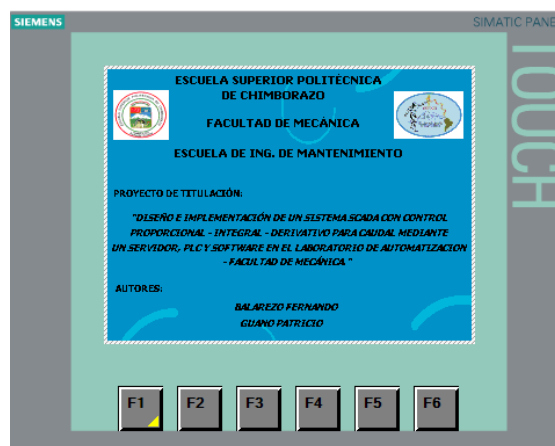 SIEMENS
SIMATIC PANE
TOUCH
ESCUELA SUPERIOR POLITÉCNICA
DE CHIMBORAZO
FACULTAD DE MECÁNICA
ESCUELA DE ING. DE MANTENIMIENTO
PROYECTO DE TITULACIÓN:
"DISEÑO E IMPLEMENTACIÓN DE UN SISTEMA SCADA CON CONTROL
PROPORCIONAL - INTEGRAL - DERIVATIVO PARA CAUDAL MEDIANTE
UN SERVIDOR, PLC Y SOFTWARE EN EL LABORATORIO DE AUTOMATIZACION
- FACULTAD DE MECÁNICA."
AUTORES:
BALAREZO FERNANDO
GUANO PATRICIO
F1 F2 F3 F4 F5 F6